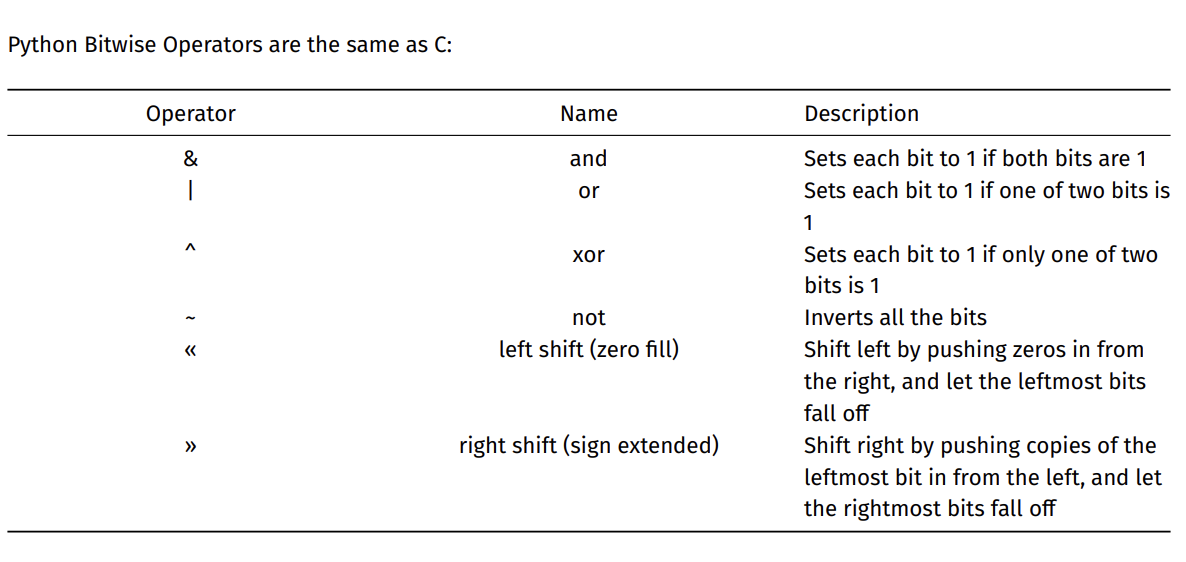 Python Bitwise Operators are the same as C:
Operator Name Description
& and Sets each bit to 1 if both bits are 1
| or Sets each bit to 1 if one of two bits is
1
^ xor Sets each bit to 1 if only one of two
bits is 1
~ not Inverts all the bits
« left shift (zero fill) Shift left by pushing zeros in from
the right, and let the leftmost bits
fall off
» right shift (sign extended) Shift right by pushing copies of the
leftmost bit in from the left, and let
the rightmost bits fall off